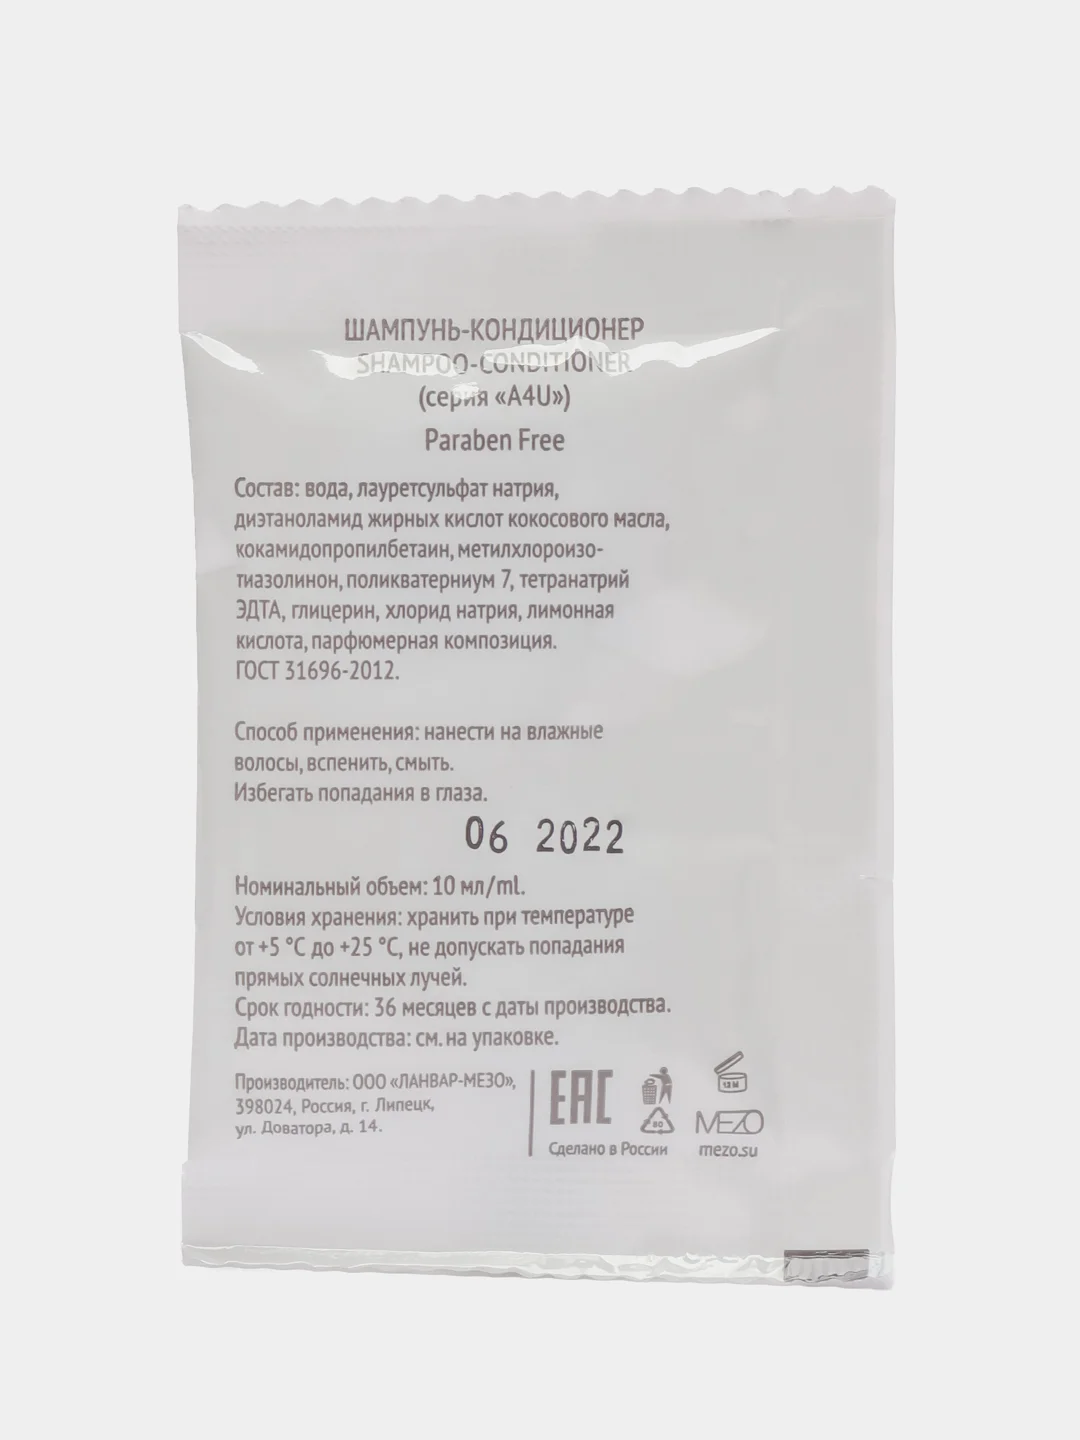 ШАМПУНЬ-КОНДИЦИОНЕР
SHAMPOO-CONDITIONER
(серия «A4U»)
Paraben Free
Состав: вода, лауретсульфат натрия,
диэтаноламид жирных кислот кокосового масла,
кокамидопропилбетаин, метилхлороизо-
тиазолинон, поликватерниум 7, тетранатрий
ЭДТА, глицерин, хлорид натрия, лимонная
кислота, парфюмерная композиция.
ГОСТ 31696-2012.
Способ применения: нанести на влажные
волосы, вспенить, смыть.
Избегать попадания в глаза.
06 2022
Номинальный объем: 10 мл/ml.
Условия хранения: хранить при температуре
от +5 °C до +25 °C, не допускать попадания
прямых солнечных лучей.
Срок годности: 36 месяцев с даты производства.
Дата производства: см. на упаковке.
Производитель: ООО «ЛАНВАР-МЕЗО»,
398024, Россия, г. Липецк,
ул. Доватора, д. 14.
EAC
Сделано в России
80
12 M
MEZO
mezo.su